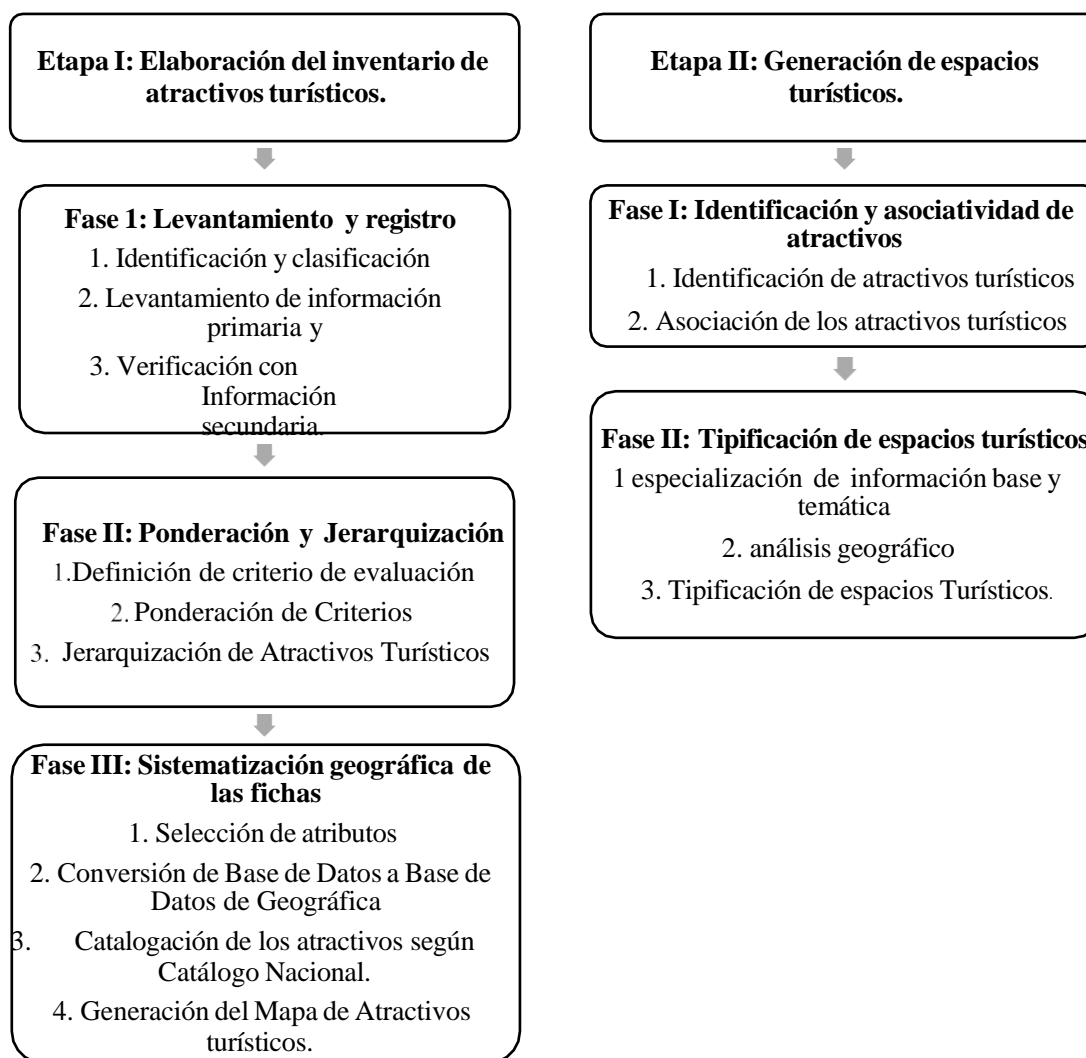 Etapa I: Elaboración del inventario de
atractivos turísticos.
Fase 1: Levantamiento y registro
1. Identificación y clasificación
2. Levantamiento de información
primaria y
3. Verificación con
Información
secundaria.
Fase II: Ponderación y Jerarquización
1.Definición de criterio de evaluación
2. Ponderación de Criterios
3. Jerarquización de Atractivos Turísticos
Fase III: Sistematización geográfica de
las fichas
1. Selección de atributos
2. Conversión de Base de Datos a Base de
Datos de Geográfica
3. Catalogación de los atractivos según
Catálogo Nacional.
4. Generación del Mapa de Atractivos
turísticos.
Etapa II: Generación de espacios
turísticos.
Fase I: Identificación y asociatividad de
atractivos
1. Identificación de atractivos turísticos
2. Asociación de los atractivos turísticos
Fase II: Tipificación de espacios turísticos
1 especialización de información base y
temática
2. análisis geográfico
3. Tipificación de espacios Turísticos.